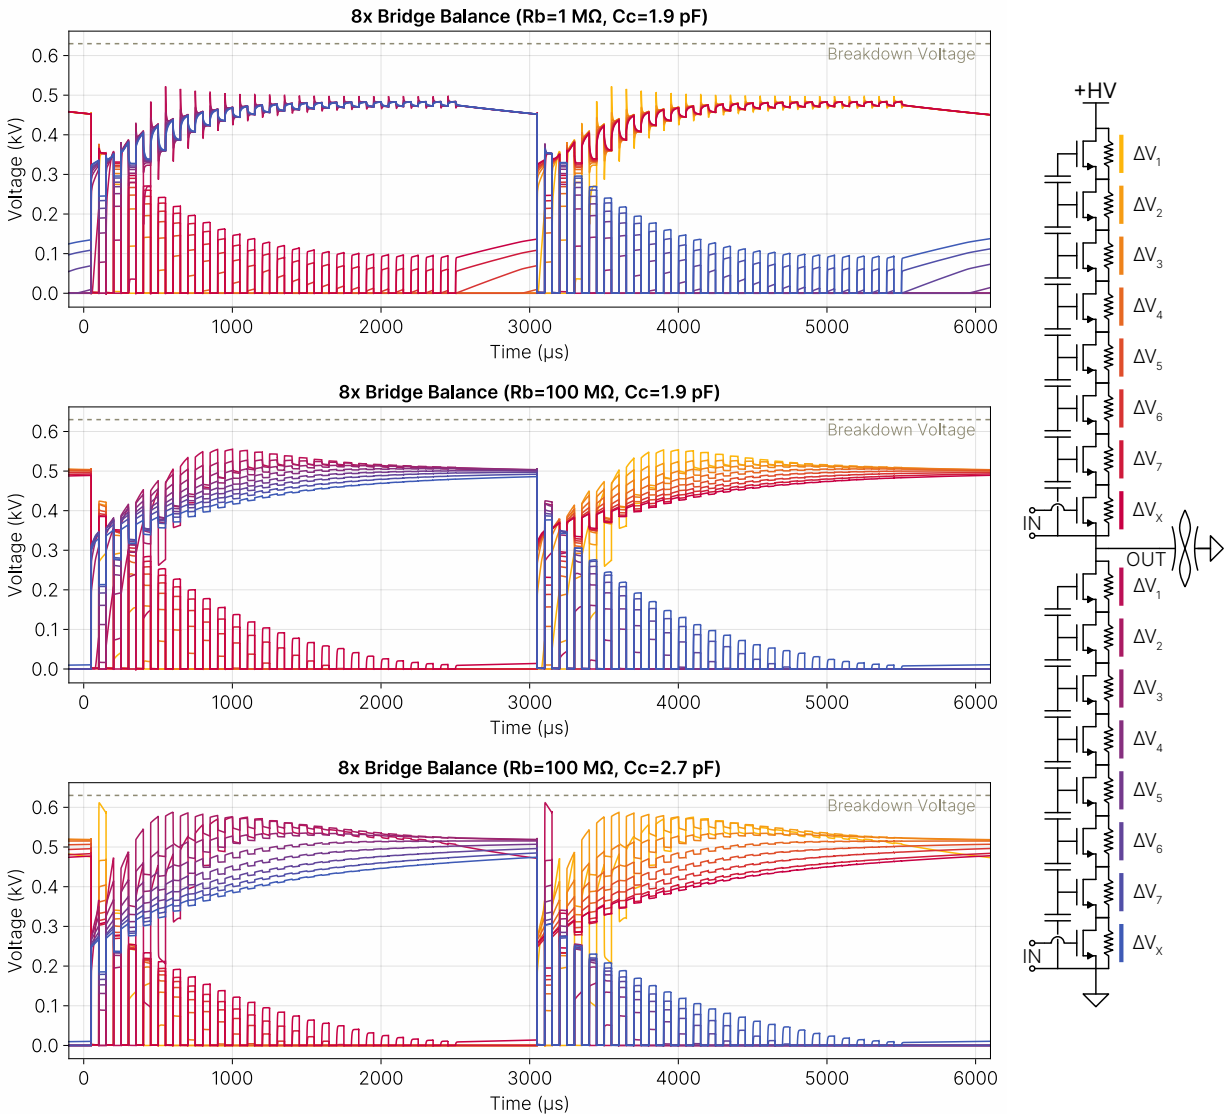 8x Bridge Balance (Rb=1 MΩ, Cc=1.9 pF)
Voltage (kV)
0.6
0.5
0.4
0.3
0.2
0.1
0.0
Breakdown Voltage
0
1000
2000
3000
4000
5000
6000
Time (µs)
8x Bridge Balance (Rb=100 MΩ, Cc=1.9 pF)
Voltage (kV)
0.6
0.5
0.4
0.3
0.2
0.1
0.0
Breakdown Voltage
0
1000
2000
3000
4000
5000
6000
Time (µs)
8x Bridge Balance (Rb=100 MΩ, Cc=2.7 pF)
Voltage (kV)
0.6
0.5
0.4
0.3
0.2
0.1
0.0
Breakdown Voltage
0
1000
2000
3000
4000
5000
6000
Time (µs)
+HV
ΔV₁
ΔV₂
ΔV₃
ΔV₄
ΔV₅
ΔV₆
ΔV₇
ΔVₓ
IN
OUT
ΔV₁
ΔV₂
ΔV₃
ΔV₄
ΔV₅
ΔV₆
ΔV₇
ΔVₓ
IN